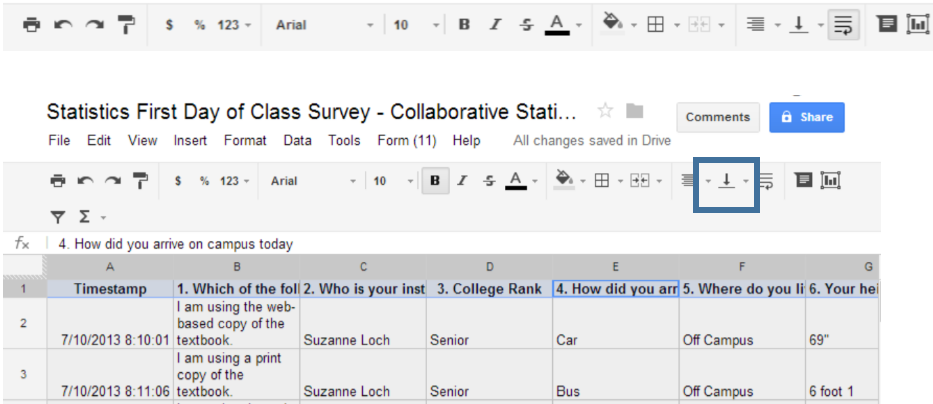 $ % 123 Arial 10 B I S A
Statistics First Day of Class Survey - Collaborative Stati...
Comments
Share
File Edit View Insert Format Data Tools Form (11) Help All changes saved in Drive
$ % 123 Arial 10 B I S A
Σ
fx 4. How did you arrive on campus today
A B C D E F G
1 Timestamp 1. Which of the foll 2. Who is your inst 3. College Rank 4. How did you arr 5. Where do you li 6. Your hei
I am using the web-
2 based copy of the
7/10/2013 8:10:01 textbook. Suzanne Loch Senior Car Off Campus 69"
I am using a print
3 copy of the
7/10/2013 8:11:06 textbook. Suzanne Loch Senior Bus Off Campus 6 foot 1